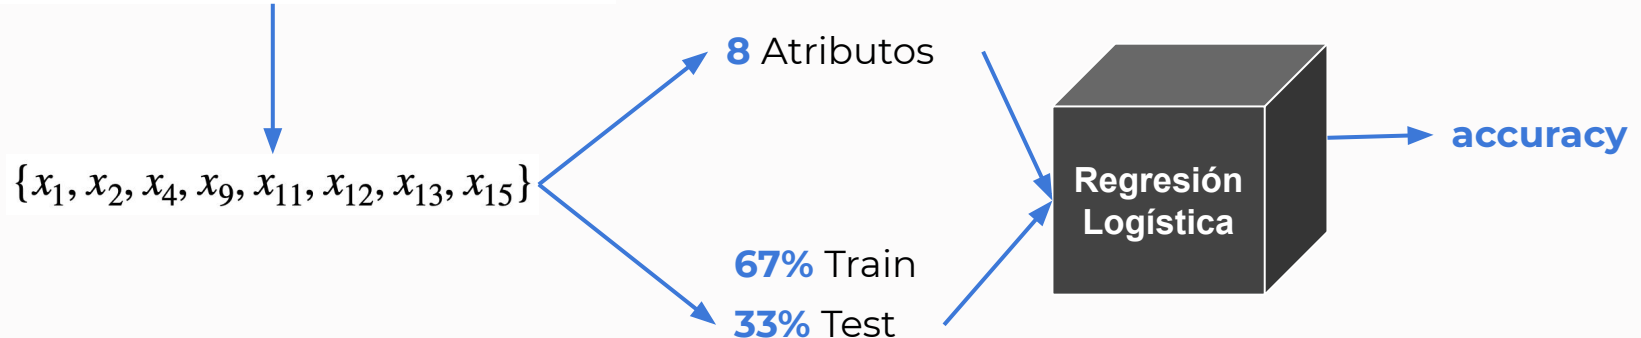 {x₁, x₂, x₄, x₉, x₁₁, x₁₂, x₁₃, x₁₅}
8 Atributos
67% Train
33% Test
Regresión
Logística
accuracy